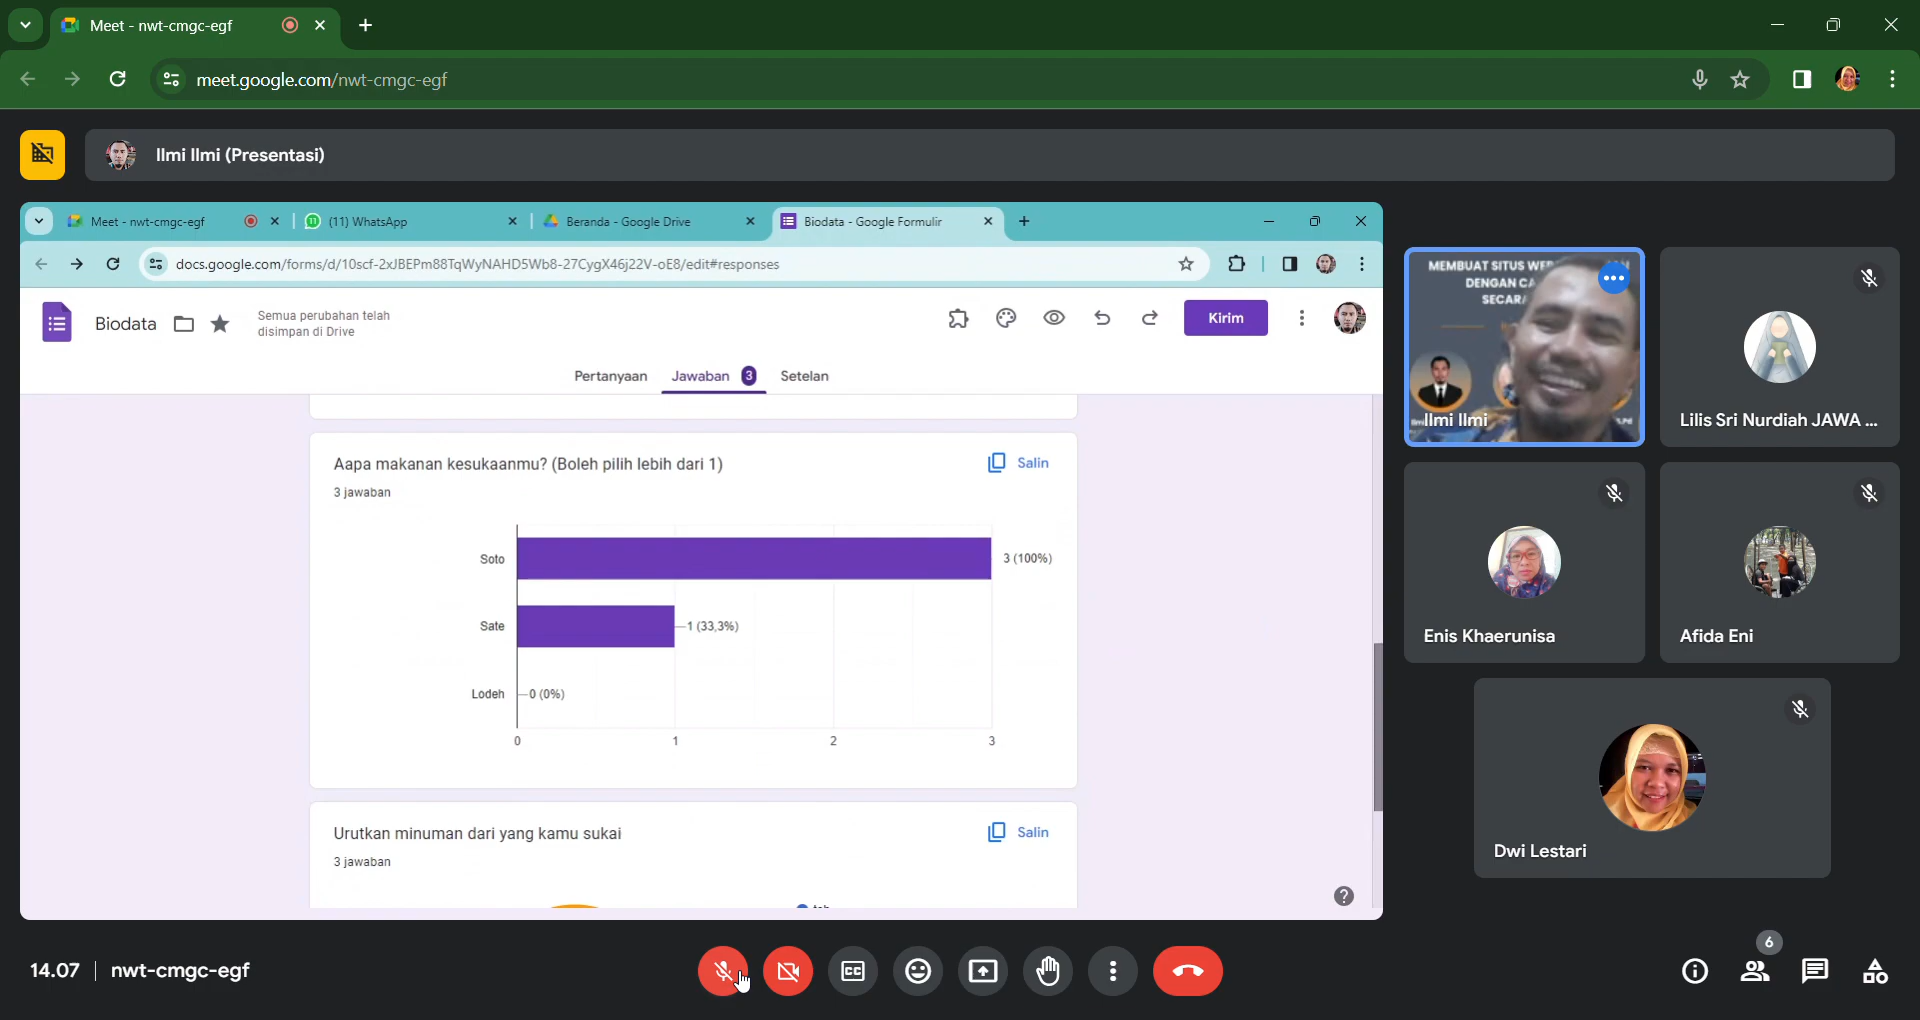 Meet - nwt-cmgc-egf
meet.google.com/nwt-cmgc-egf
Ilmi Ilmi (Presentasi)
Meet - nwt-cmgc-egf
(11) WhatsApp
Beranda - Google Drive
Biodata - Google Formulir
docs.google.com/forms/d/10scf-2xJBEPm88TqWyNAHD5Wb8-27CygX46j22V-oE8/edit#responses
Biodata
Semua perubahan telah
disimpan di Drive
Kirim
Pertanyaan
Jawaban 3
Setelan
Aapa makanan kesukaanmu? (Boleh pilih lebih dari 1)
Salin
3 jawaban
Soto
3 (100%)
Sate
1 (33,3%)
Lodeh
0 (0%)
0 1 2 3
Urutkan minuman dari yang kamu sukai
Salin
3 jawaban
MEMBUAT SITUS
DENGAN
Ilmi Ilmi
Lilis Sri Nurdiah JAWA ...
Enis Khaerunisa
Afida Eni
Dwi Lestari
14.07
nwt-cmgc-egf
6